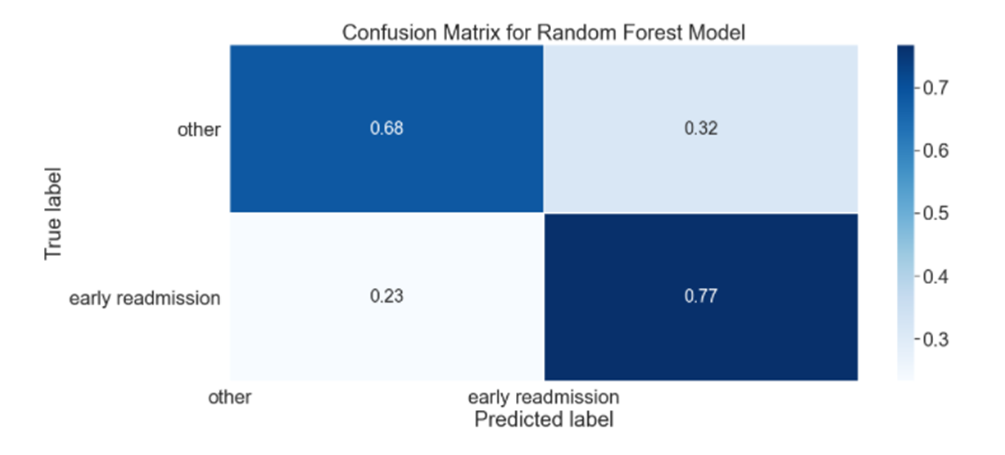 Confusion Matrix for Random Forest Model
other
0.68
0.32
early readmission
0.23
0.77
True label
other
early readmission
Predicted label
0.7
0.6
0.5
0.4
0.3